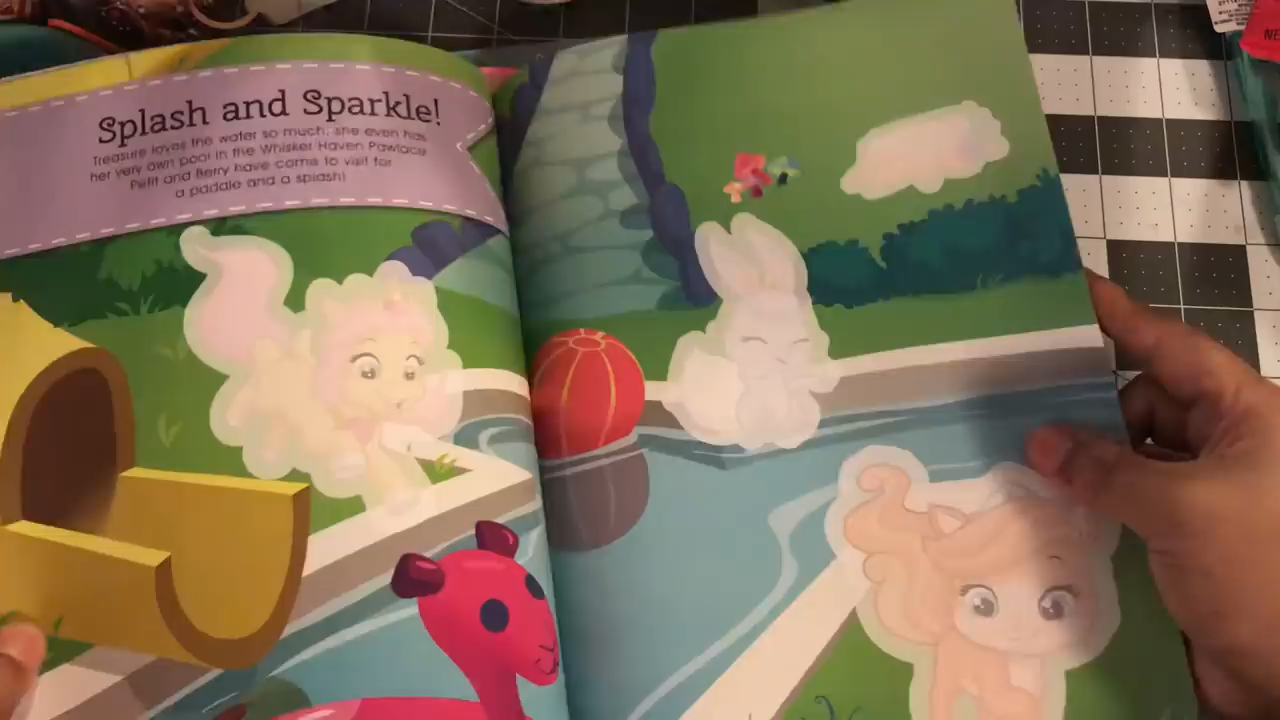 Splash and Sparkle!
Treasure loves the water so much, she even has
her very own pool in the Whisker Haven Pawlace
Petit and Berry have come to visit for
a paddle and a splash!